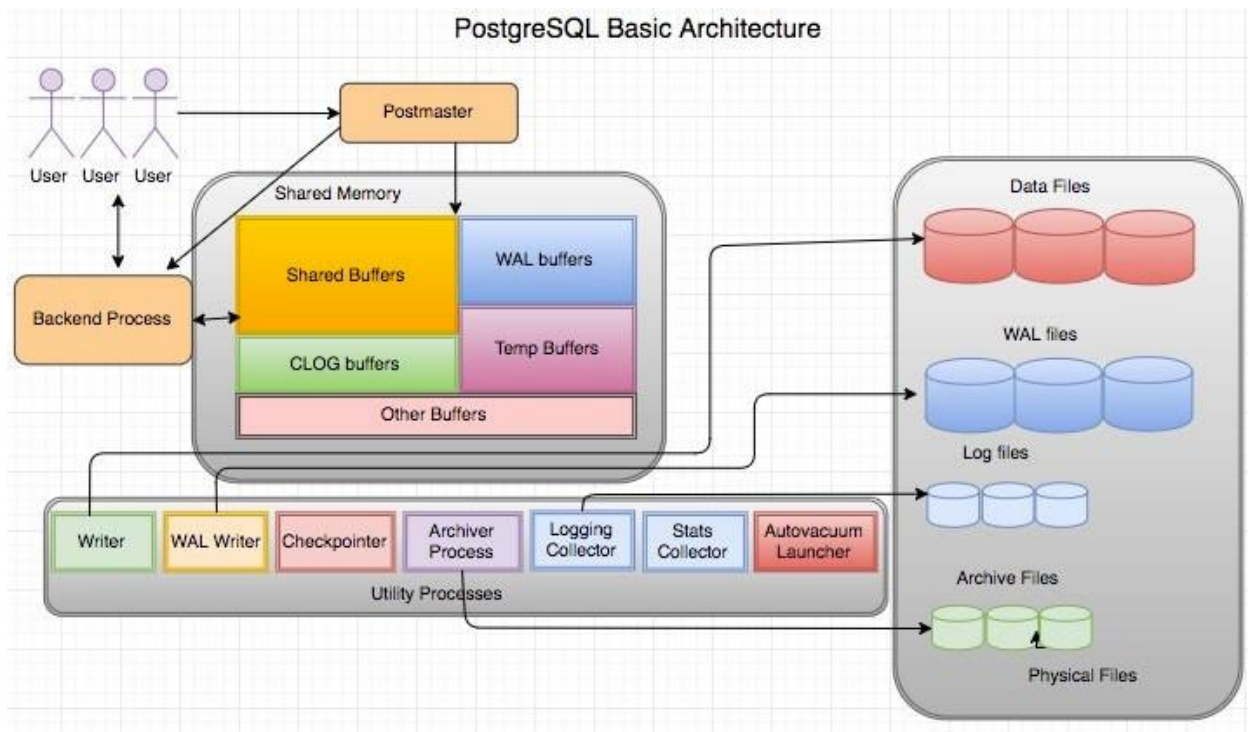 PostgreSQL Basic Architecture
Postmaster
User User User
Shared Memory
Shared Buffers
WAL buffers
CLOG buffers
Temp Buffers
Other Buffers
Backend Process
Data Files
WAL files
Log files
Archive Files
Physical Files
Writer
WAL Writer
Checkpointer
Archiver
Process
Logging
Collector
Stats
Collector
Autovacuum
Launcher
Utility Processes